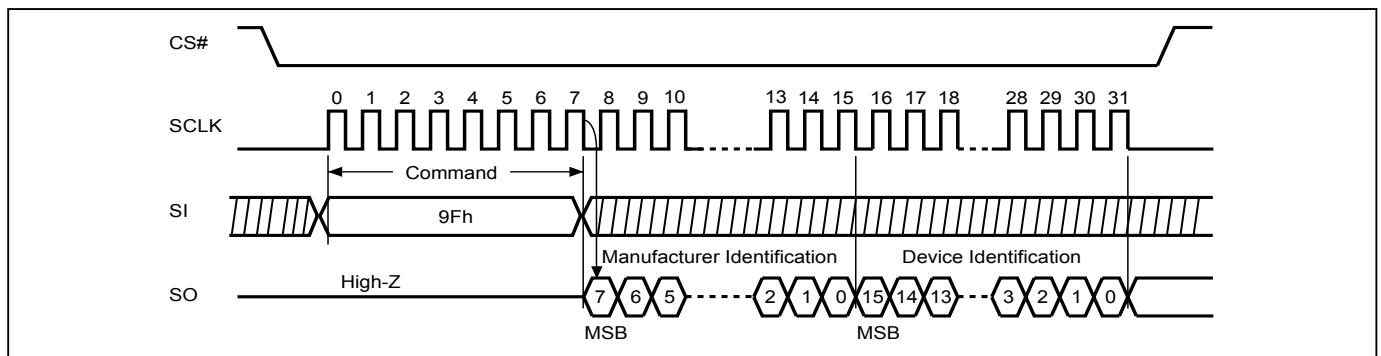 CS#
0 1 2 3 4 5 6 7 8 9 10 13 14 15 16 17 18 28 29 30 31
SCLK
Command
SI
9Fh
Manufacturer Identification Device Identification
High-Z
SO
7 6 5 2 1 0 15 14 13 3 2 1 0
MSB MSB